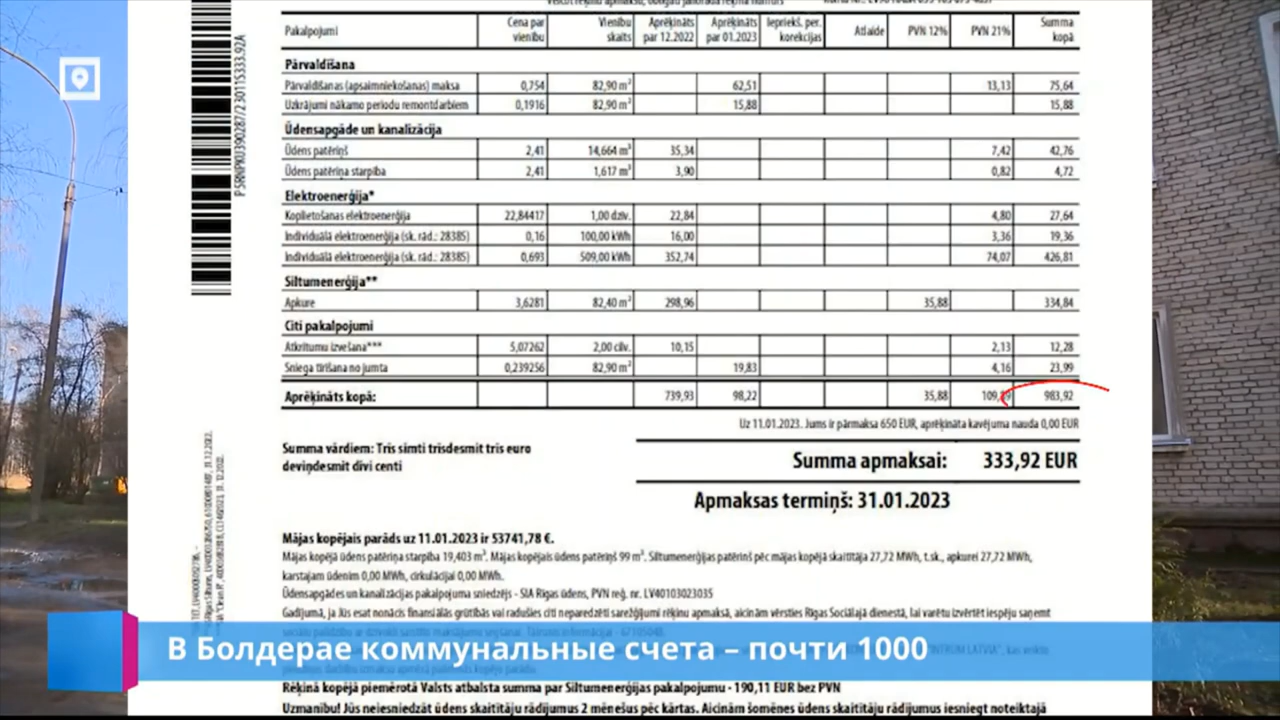 Pakalpojumi Cena par vienību Vienību skaits Aprēķināts par 12.2022 Aprēķināts par 01.2023 Iepriekš. per. korekcijas Atlaide PVN 12% PVN 21% Summa kopā
Pārvaldīšana
Pārvaldīšanas (apsaimniekošanas) maksa 0,754 82,90 m² 62,51 13,13 75,64
Uzkrājumi nākamo periodu remontdarbiem 0,1916 82,90 m² 15,88 15,88
Ūdensapgāde un kanalizācija
Ūdens patēriņš 2,41 14,664 m³ 35,34 7,42 42,76
Ūdens patēriņa starpība 2,41 1,617 m³ 3,90 0,82 4,72
Elektroenerģija*
Koplietošanas elektroenerģija 22,84417 1,00 dzīv. 22,84 4,80 27,64
Individuālā elektroenerģija (sk. rād.: 28385) 0,16 100,00 kWh 16,00 3,36 19,36
Individuālā elektroenerģija (sk. rād.: 28385) 0,693 509,00 kWh 352,74 74,07 426,81
Siltumenerģija**
Apkure 3,6281 82,40 m² 298,96 35,88 334,84
Citi pakalpojumi
Atkritumu izvešana*** 5,07262 2,00 cilv. 10,15 2,13 12,28
Sniega tīrīšana no jumta 0,239256 82,90 m² 19,83 4,16 23,99
Aprēķināts kopā: 739,93 98,22 35,88 983,92
Uz 11.01.2023. Jums ir pārmaksa 650 EUR, aprēķināta kavējuma nauda 0,00 EUR
Summa vārdiem: Trīs simti trīsdesmit trīs euro
deviņdesmit divi centi
Summa apmaksai: 333,92 EUR
Apmaksas termiņš: 31.01.2023
Mājas kopējais parāds uz 11.01.2023 ir 53741,78 €.
Mājas kopējā ūdens patēriņa starpība 19,403 m³. Mājas kopējais ūdens patēriņš 99 m³. Siltumenerģijas patēriņš pēc mājas kopējā skaitītāja 27,72 MWh, t.sk., apkurei 27,72 MWh,
karstajam ūdenim 0,00 MWh, cirkulācijai 0,00 MWh.
Ūdensapgādes un kanalizācijas pakalpojuma sniedzējs - SIA Rīgas ūdens, PVN reģ. nr. LV40103023035
Gadījumā, ja Jūs esat nonācis finansiālās grūtībās vai radušies citi neparedzēti sarežģījumi rēķinu apmaksā, aicinām vērsties Rīgas Sociālajā dienestā, lai varētu izvērtēt iespēju saņemt
В Болдерае коммунальные счета – почти 1000
Rēķinā kopējā piemērotā Valsts atbalsta summa par Siltumenerģijas pakalpojumu - 190,11 EUR bez PVN
Uzmanību! Jūs neiesniedzāt ūdens skaitītāju rādījumus 2 mēnešus pēc kārtas. Aicinām šomēnes ūdens skaitītāju rādījumus iesniegt noteiktajā
PSRNPKU390287/23011S333.92A